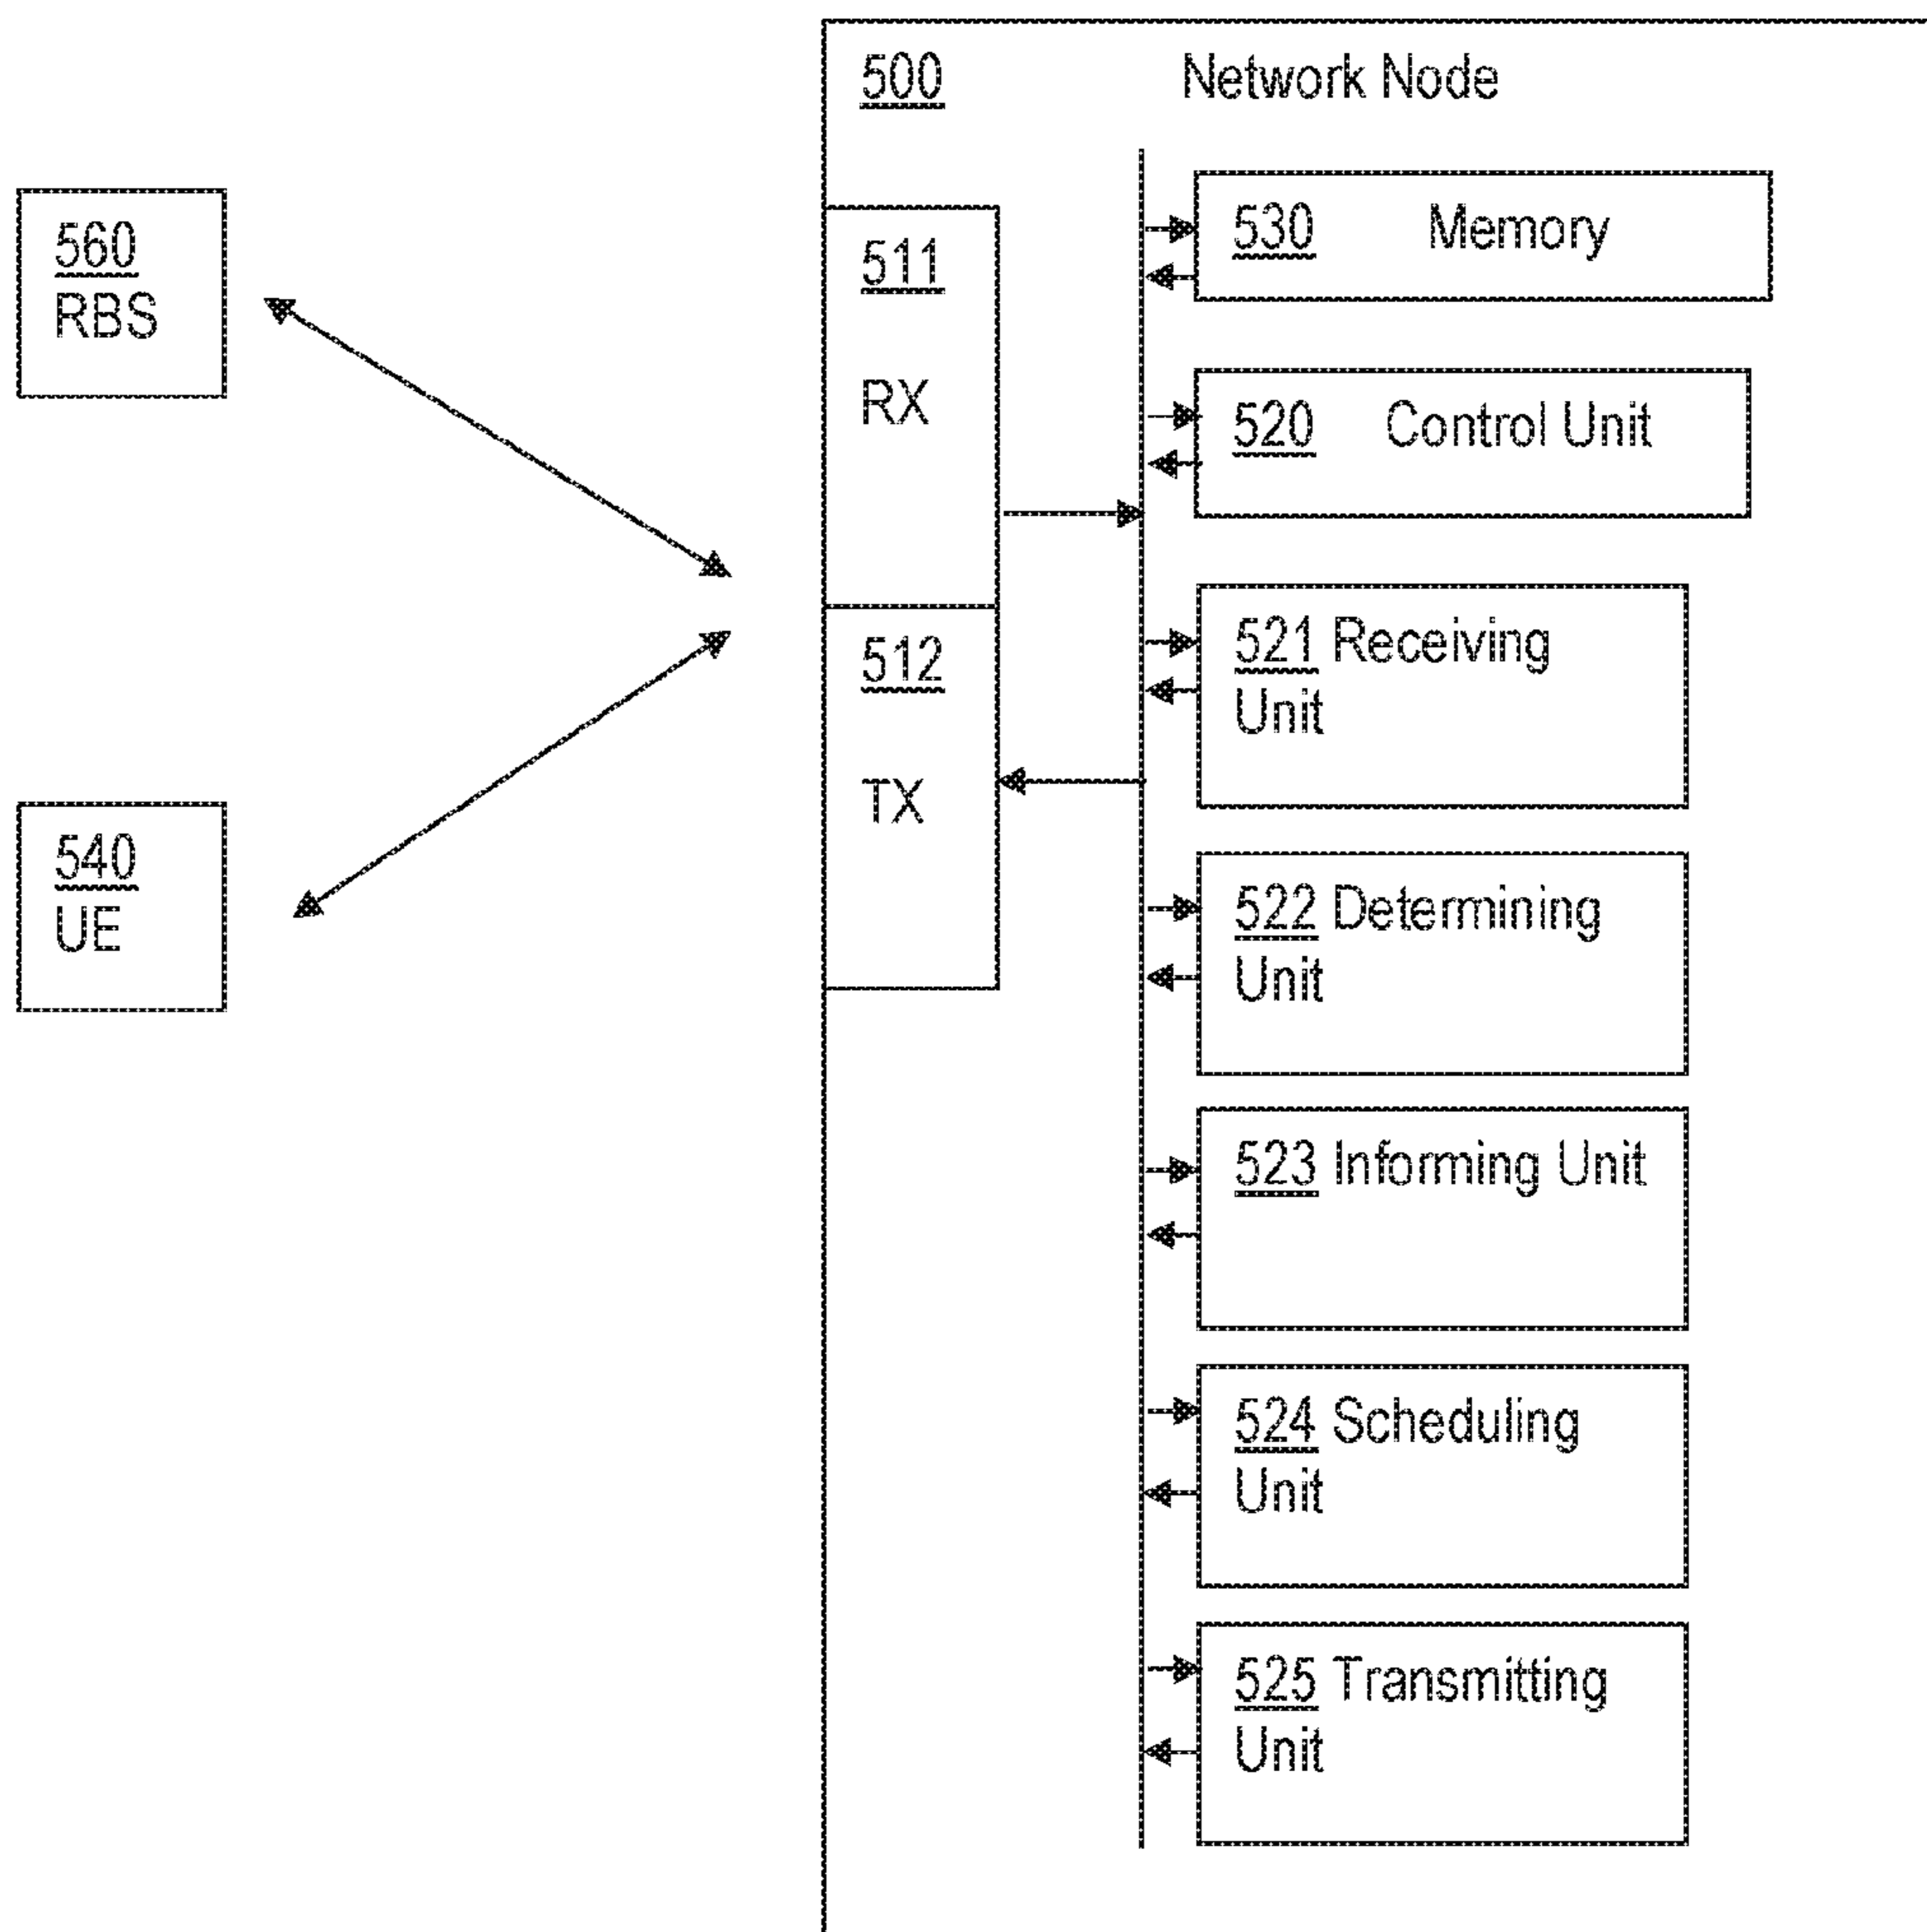 500 Network Node
560
RBS
511
RX
530 Memory
520 Control Unit
512
TX
521 Receiving
Unit
540
UE
522 Determining
Unit
523 Informing Unit
524 Scheduling
Unit
525 Transmitting
Unit